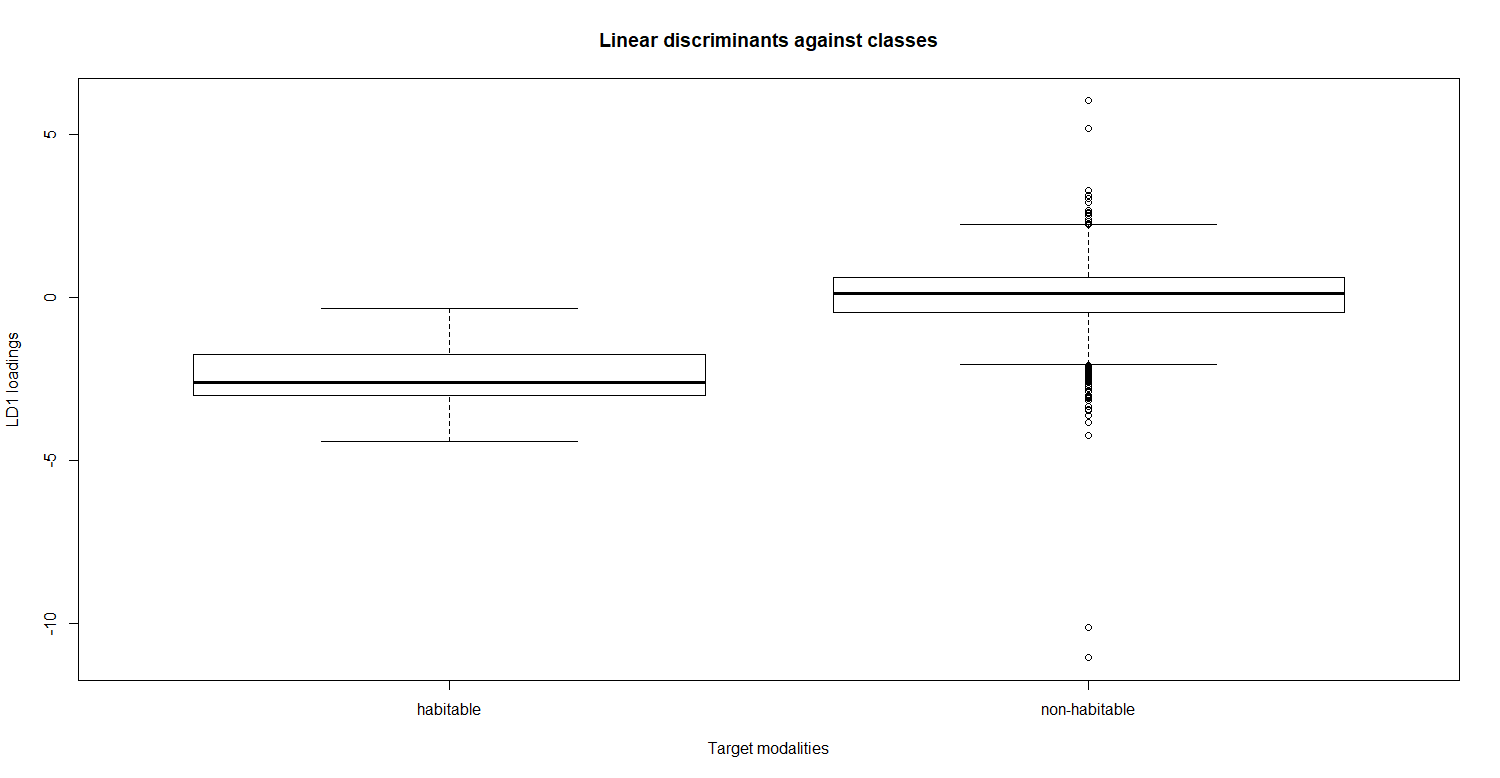 Linear discriminants against classes
5
0
-5
-10
LD1 loadings
habitable
non-habitable
Target modalities